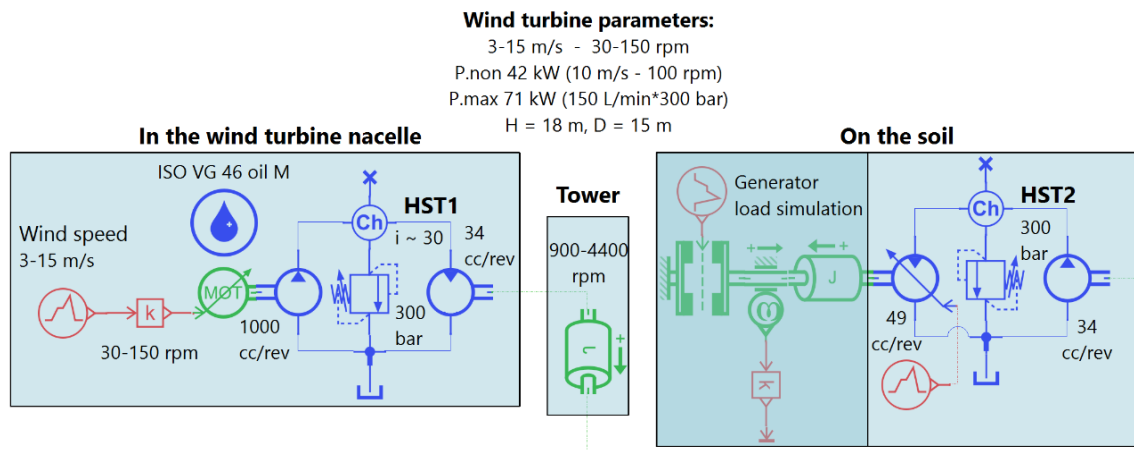 Wind turbine parameters:
3-15 m/s - 30-150 rpm
P.non 42 kW (10 m/s - 100 rpm)
P.max 71 kW (150 L/min*300 bar)
H = 18 m, D = 15 m
In the wind turbine nacelle
ISO VG 46 oil M
Wind speed
3-15 m/s
k
30-150 rpm
MOT
1000
cc/rev
Ch
HST1
i ~ 30
34
cc/rev
300
bar
Tower
900-4400
rpm
J
+
On the soil
Generator
load simulation
+
+
J
ω
k
49
cc/rev
Ch
HST2
300
bar
34
cc/rev